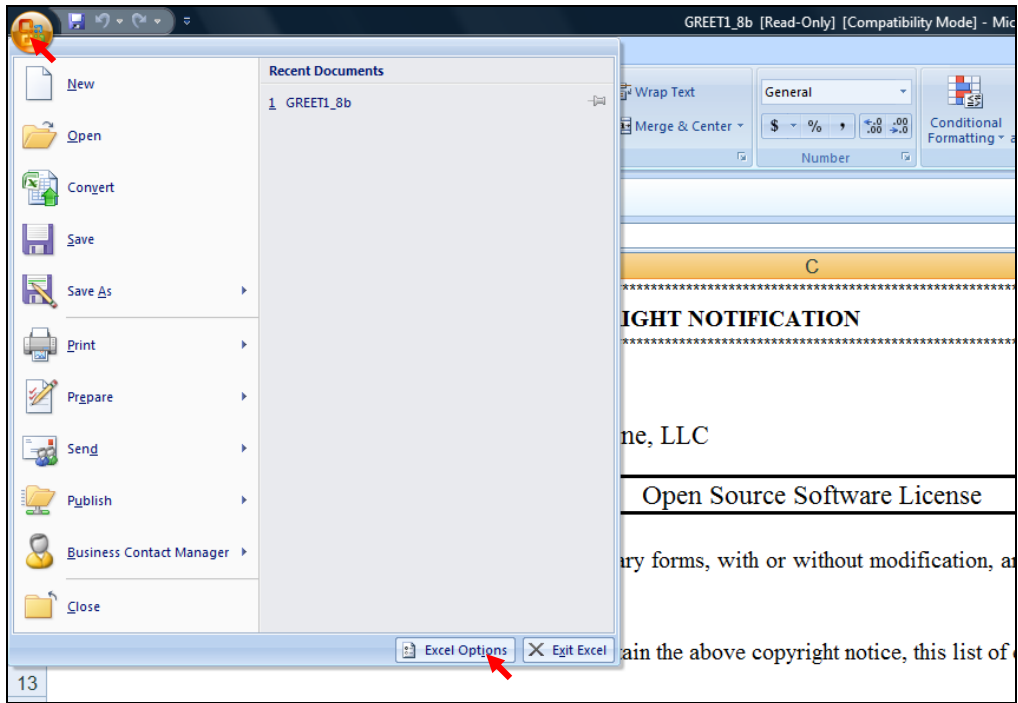 GREET1_8b [Read-Only] [Compatibility Mode] - Mic
New
Open
Convert
Save
Save As
Print
Prepare
Send
Publish
Business Contact Manager
Close
Recent Documents
1 GREET1_8b
Excel Options
Exit Excel
Wrap Text
Merge & Center
General
$ % , .0 .00 .00 .0
Number
Conditional
Formatting
C
****************************************************
IGHT NOTIFICATION
****************************************************
ne, LLC
Open Source Software License
ary forms, with or without modification, a
tain the above copyright notice, this list of
13